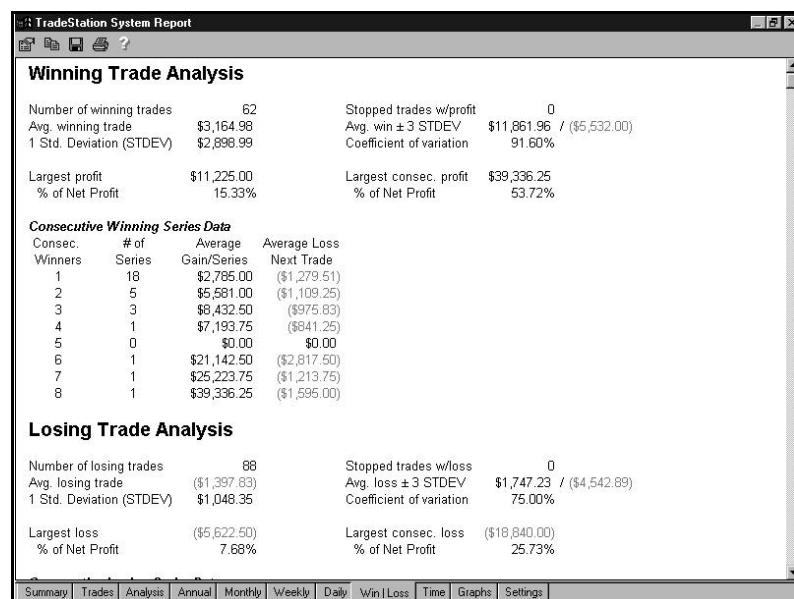 TradeStation System Report
Winning Trade Analysis
Number of winning trades 62 Stopped trades w/profit 0
Avg. winning trade $3,164.98 Avg. win ± 3 STDEV $11,861.96 / ($5,532.00)
1 Std. Deviation (STDEV) $2,898.99 Coefficient of variation 91.60%
Largest profit $11,225.00 Largest consec. profit $39,336.25
% of Net Profit 15.33% % of Net Profit 53.72%
Consecutive Winning Series Data
Consec. # of Average Average Loss
Winners Series Gain/Series Next Trade
1 18 $2,785.00 ($1,279.51)
2 5 $5,581.00 ($1,109.25)
3 3 $8,432.50 ($975.83)
4 1 $7,193.75 ($841.25)
5 0 $0.00 $0.00
6 1 $21,142.50 ($2,817.50)
7 1 $25,223.75 ($1,213.75)
8 1 $39,336.25 ($1,595.00)
Losing Trade Analysis
Number of losing trades 88 Stopped trades w/loss 0
Avg. losing trade ($1,397.83) Avg. loss ± 3 STDEV $1,747.23 / ($4,542.89)
1 Std. Deviation (STDEV) $1,048.35 Coefficient of variation 75.00%
Largest loss ($5,622.50) Largest consec. loss ($18,840.00)
% of Net Profit 7.68% % of Net Profit 25.73%
Summary Trades Analysis Annual Monthly Weekly Daily Win | Loss Time Graphs Settings